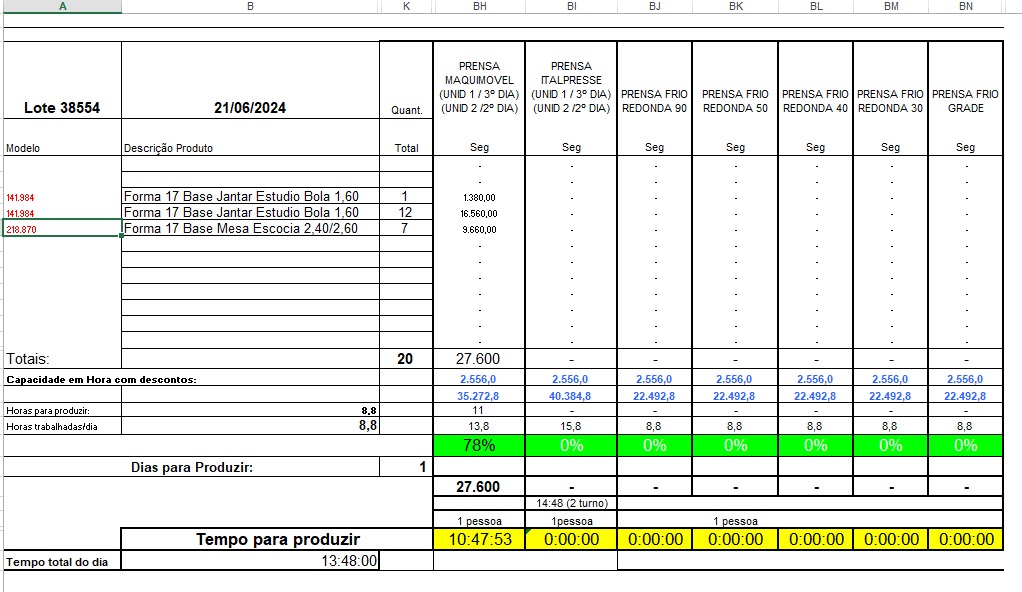 A B K BH BI BJ BK BL BM BN
PRENSA PRENSA
MAQUIMOVEL ITALPRESSE
(UNID 1 / 3º DIA) (UNID 1 / 3º DIA) PRENSA FRIO PRENSA FRIO PRENSA FRIO PRENSA FRIO PRENSA FRIO
Lote 38554 21/06/2024 Quant. (UNID 2 /2º DIA) (UNID 2 /2º DIA) REDONDA 90 REDONDA 50 REDONDA 40 REDONDA 30 GRADE
Modelo Descrição Produto Total Seg Seg Seg Seg Seg Seg Seg
- - - - - - -
- - - - - - -
141.984 Forma 17 Base Jantar Estudio Bola 1,60 1 1.380,00 - - - - - -
141.984 Forma 17 Base Jantar Estudio Bola 1,60 12 16.560,00 - - - - - -
218.870 Forma 17 Base Mesa Escocia 2,40/2,60 7 9.660,00 - - - - - -
- - - - - - -
- - - - - - -
- - - - - - -
- - - - - - -
- - - - - - -
- - - - - - -
- - - - - - -
Totais: 20 27.600 - - - - - -
Capacidade em Hora com descontos: 2.556,0 2.556,0 2.556,0 2.556,0 2.556,0 2.556,0 2.556,0
35.272,8 40.384,8 22.492,8 22.492,8 22.492,8 22.492,8 22.492,8
Horas para produzir: 8,8 11 - - - - - -
Horas trabalhadas/dia 8,8 13,8 15,8 8,8 8,8 8,8 8,8 8,8
78% 0% 0% 0% 0% 0% 0%
Dias para Produzir: 1
27.600 - - - - - -
14:48 (2 turno)
1 pessoa 1pessoa 1 pessoa
Tempo para produzir 10:47:53 0:00:00 0:00:00 0:00:00 0:00:00 0:00:00 0:00:00
Tempo total do dia 13:48:00